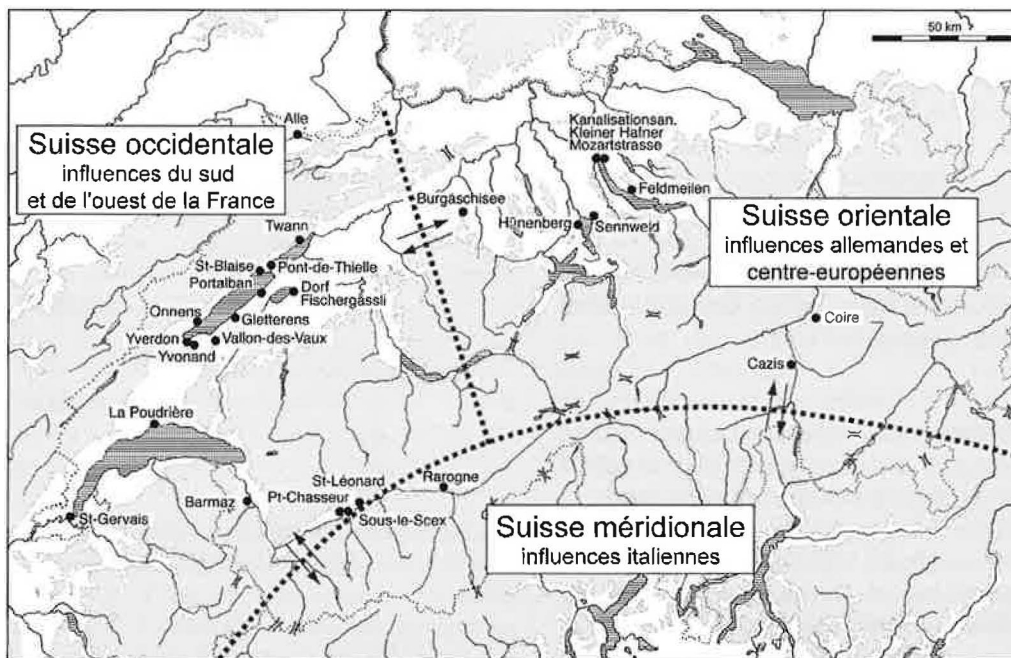 50 km
Alle
Suisse occidentale
influences du sud
et de l'ouest de la France
Kanalisationsan.
Kleiner Hafner
Mozartstrasse
Feldmeilen
Burgäschisee
Hünenberg
Sennweld
Suisse orientale
influences allemandes et
centre-européennes
Twann
St-Blaise
Pont-de-Thielle
Portalban
Dorf
Fischergässli
Onnens
Gletterens
Yverdon
Vallon-des-Vaux
Yvonand
Coire
Cazis
La Poudrière
St-Léonard
Rarogne
Pt-Chasseur
Barmaz
Sous-le-Scex
St-Gervais
Suisse méridionale
influences italiennes